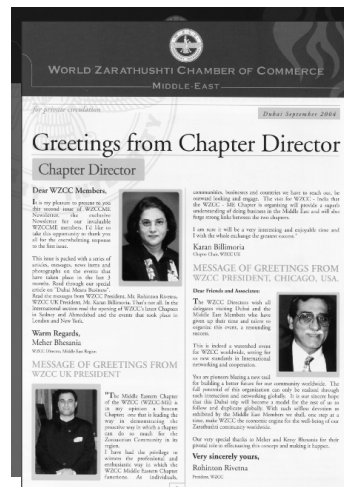 WORLD ZARATHUSHTI CHAMBER OF COMMERCE
MIDDLE-EAST
for private circulation
Dubai September 2004
Greetings from Chapter Director
Chapter Director
Dear WZCC Members,
It is my pleasure to present to you
this second issue of WZCCME
Newsletter, the exclusive
Newsletter for our invaluable
WZCCME members. I'd like to
take this opportunity to thank you
all for the overwhelming response
to the first issue.
This issue is packed with a series of
articles, messages, news items and
photographs on the events that
have taken place in the last 3
months. Read through our special
article on "Dubai Means Business".
Read the messages from WZCC President, Mr. Rohinton Rivetna,
WZCC UK President, Mr. Karan Billimoria. That's not all. In the
International section read the opening of WZCC's latest Chapters
in Sydney and Ahmedabad and the events that took place in
London and New York.
Warm Regards,
Meher Bhesania
WZCC Director, Middle East Region
MESSAGE OF GREETINGS FROM
WZCC UK PRESIDENT
"The Middle Eastern Chapter
of the WZCC (WZCC-ME) is
in my opinion a beacon
Chapter; one that is leading the
way in demonstrating the
proactive way in which a chapter
can do so much for the
Zoroastrian Community in its
region.
I have had the privilege to
witness the professional and
enthusiastic way in which the
WZCC Middle Eastern Chapter
functions. As individuals,
communities, businesses and countries we have to reach out, be
outward looking and engage. The visit for WZCC - India that
the WZCC - ME Chapter is organising will provide a superb
understanding of doing business in the Middle East and will also
forge strong links between the two chapters.
I am sure it will be a very interesting and enjoyable time and
I wish the whole exchange the greatest success."
Karan Billimoria
Chapter Chair WZCC UK
MESSAGE OF GREETINGS FROM
WZCC PRESIDENT, CHICAGO, USA.
Dear Friends and Associates:
The WZCC Directors wish all
delegates visiting Dubai and the
Middle East Members who have
given up their time and talent to
organize this event, a resounding
success.
This is indeed a watershed event
for WZCC worldwide, setting for
us new standards in International
networking and cooperation.
You are pioneers blazing a new trail
for building a better future for our community worldwide. The
full potential of this organization can only be realized through
such interaction and networking globally. It is our sincere hope
that this Dubai trip will become a model for the rest of us to
follow and duplicate globally. With such selfless devotion as
exhibited by the Middle East Members we shall, one step at a
time, make WZCC the economic engine for the well-being of our
Zarathushti community worldwide.
Our very special thanks to Meher and Kersy Bhesania for their
pivotal role in effectuating this concept and making it happen.
Very sincerely yours,
Rohinton Rivetna
President, WZCC